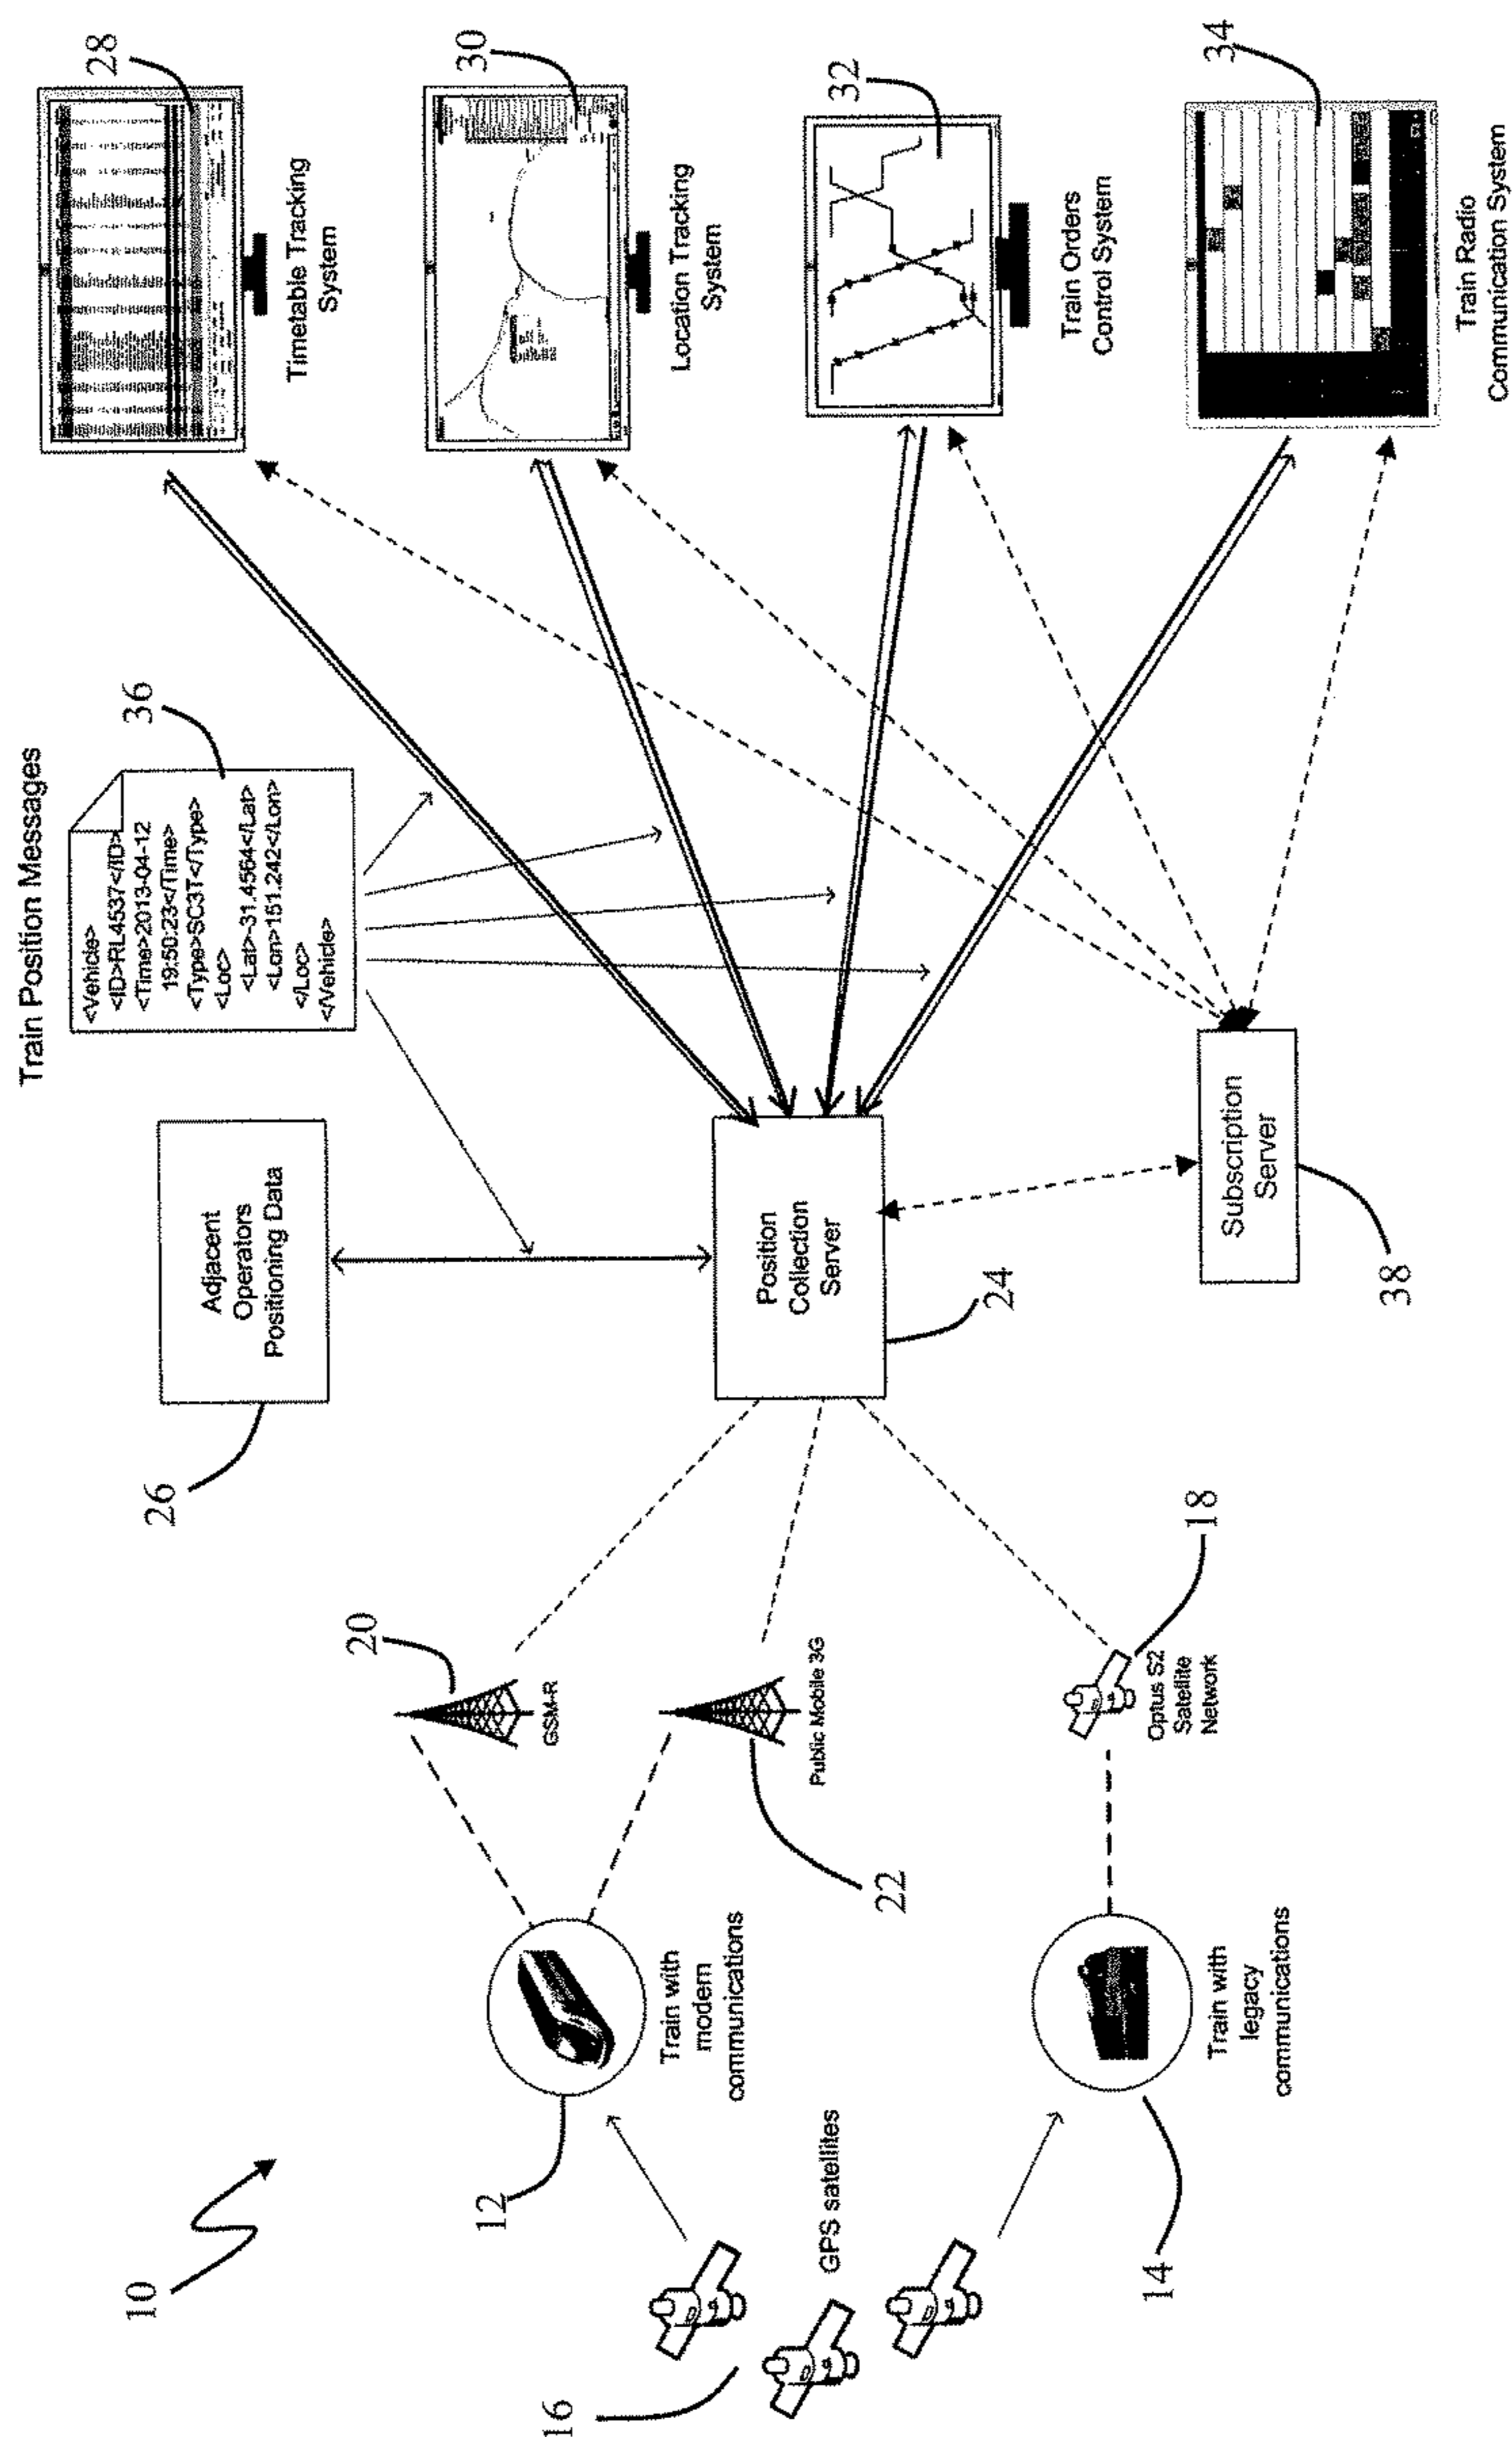 10
16
GPS satellites
12
Train with
modern
communications
14
Train with
legacy
communications
20
GSM-R
22
Public Mobile 3G
18
Optus S2
Satellite
Network
26
Adjacent
Operators
Positioning Data
Position
Collection
Server
24
Subscription
Server
38
Train Position Messages
36
<Vehicle>
<ID>RL4537</ID>
<Time>2013-04-12
19:50:23</Time>
<Type>SC3T</Type>
<Loc>
<Lat>-31.4564</Lat>
<Lon>151.242</Lon>
</Loc>
</Vehicle>
28
Timetable Tracking
System
30
Location Tracking
System
32
Train Orders
Control System
34
Train Radio
Communication System